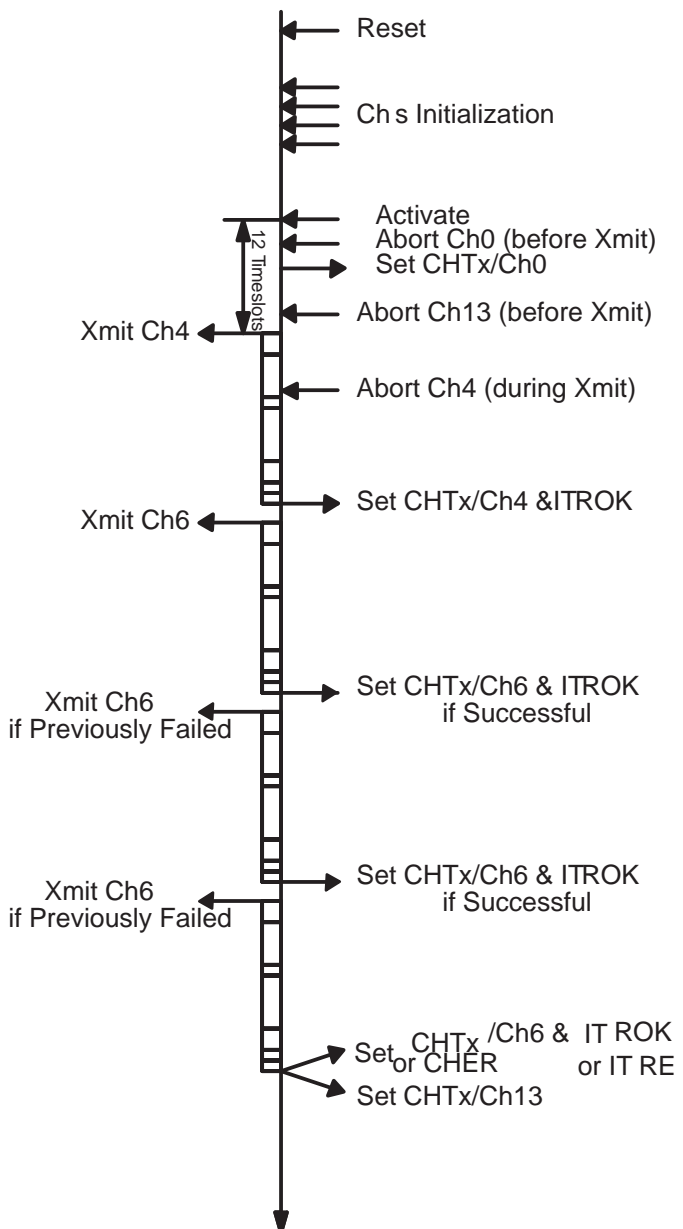 Reset
Ch s Initialization
Activate
Abort Ch0 (before Xmit)
Set CHTx/Ch0
12 Timeslots
Abort Ch13 (before Xmit)
Xmit Ch4
Abort Ch4 (during Xmit)
Set CHTx/Ch4 &ITROK
Xmit Ch6
Set CHTx/Ch6 & ITROK
if Successful
Xmit Ch6
if Previously Failed
Set CHTx/Ch6 & ITROK
if Successful
Xmit Ch6
if Previously Failed
Set CHTx /Ch6 & IT ROK
or CHER or IT RE
Set CHTx/Ch13